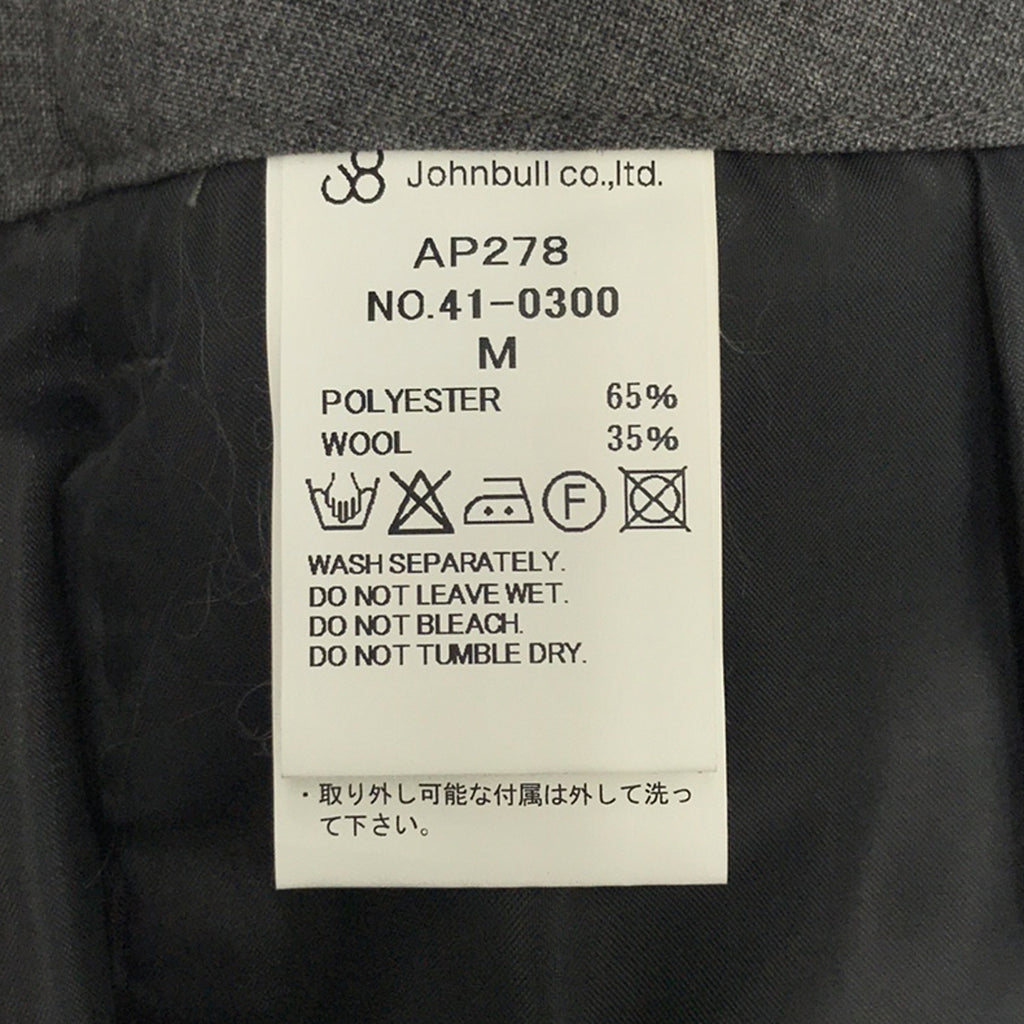 Johnbull co.,ltd.
AP278
NO.41-0300
M
POLYESTER 65%
WOOL 35%
F
WASH SEPARATELY.
DO NOT LEAVE WET.
DO NOT BLEACH.
DO NOT TUMBLE DRY.
・取り外し可能な付属は外して洗っ
て下さい。